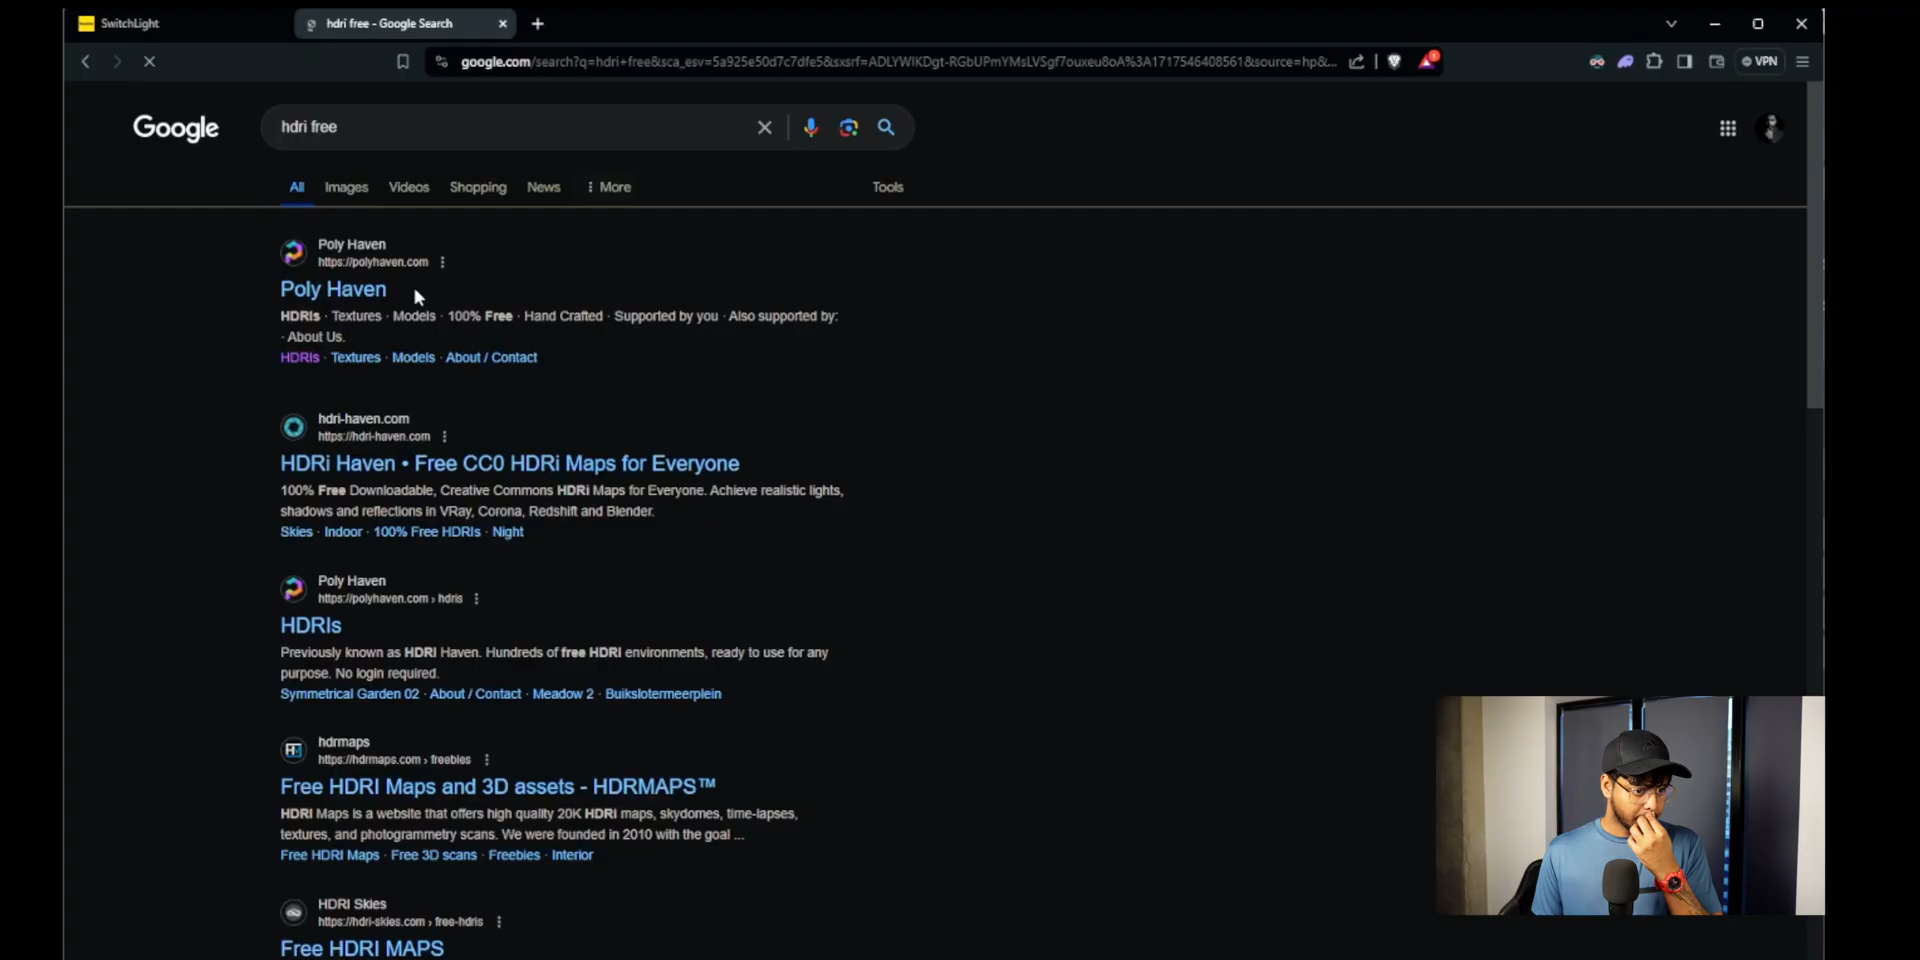 SwitchLight
hdri free - Google Search
google.com/search?q=hdri+free&sca_esv=5a925e50d7c7dfe5&sxsrf=ADLYWIKDgt-RGbUPmYMsLVSgf7ouxeu8oA%3A1717546408561&source=hp&...
VPN
Google
hdri free
All Images Videos Shopping News More Tools
Poly Haven
https://polyhaven.com
Poly Haven
HDRIs · Textures · Models · 100% Free · Hand Crafted · Supported by you · Also supported by:
· About Us.
HDRIs · Textures · Models · About / Contact
hdri-haven.com
https://hdri-haven.com
HDRi Haven • Free CC0 HDRi Maps for Everyone
100% Free Downloadable, Creative Commons HDRi Maps for Everyone. Achieve realistic lights,
shadows and reflections in VRay, Corona, Redshift and Blender.
Skies · Indoor · 100% Free HDRIs · Night
Poly Haven
https://polyhaven.com › hdris
HDRIs
Previously known as HDRI Haven. Hundreds of free HDRI environments, ready to use for any
purpose. No login required.
Symmetrical Garden 02 · About / Contact · Meadow 2 · Buikslotermeerplein
hdrmaps
https://hdrmaps.com › freebies
Free HDRI Maps and 3D assets - HDRMAPS™
HDRI Maps is a website that offers high quality 20K HDRi maps, skydomes, time-lapses,
textures, and photogrammetry scans. We were founded in 2010 with the goal ...
Free HDRI Maps · Free 3D scans · Freebies · Interior
HDRI Skies
https://hdri-skies.com › free-hdris
Free HDRI MAPS